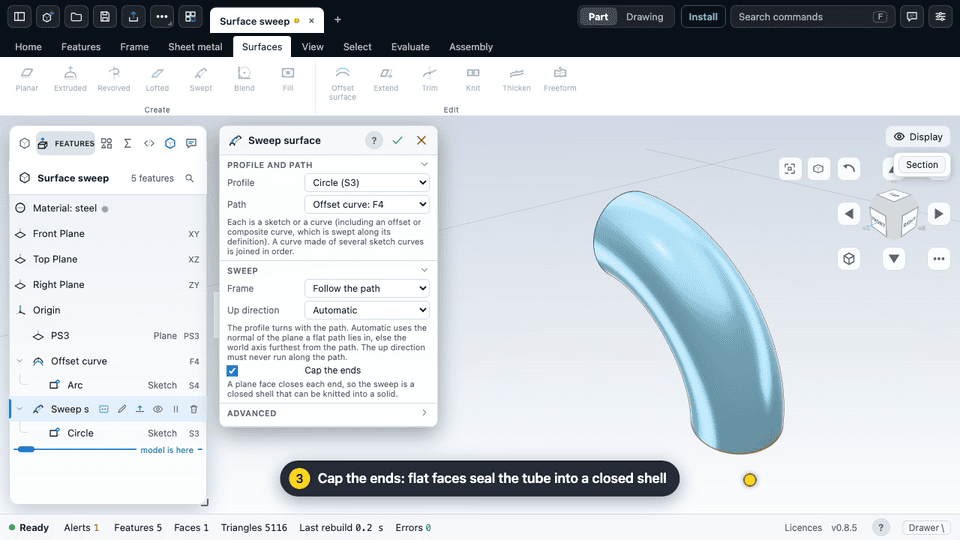 Surface sweep
Part
Drawing
Install
Search commands
F
Home
Features
Frame
Sheet metal
Surfaces
View
Select
Evaluate
Assembly
Planar
Extruded
Revolved
Lofted
Swept
Blend
Fill
Offset surface
Extend
Trim
Knit
Thicken
Freeform
Create
Edit
FEATURES
Surface sweep
5 features
Material: steel
Front Plane XY
Top Plane XZ
Right Plane ZY
Origin
PS3 Plane PS3
Offset curve F4
Arc Sketch S4
Sweep s
Circle Sketch S3
model is here
Sweep surface
?
PROFILE AND PATH
Profile Circle (S3)
Path Offset curve: F4
Each is a sketch or a curve (including an offset or
composite curve, which is swept along its
definition). A curve made of several sketch curves
is joined in order.
SWEEP
Frame Follow the path
Up direction Automatic
The profile turns with the path. Automatic uses the
normal of the plane a flat path lies in, else the
world axis furthest from the path. The up direction
must never run along the path.
Cap the ends
A plane face closes each end, so the sweep is a
closed shell that can be knitted into a solid.
ADVANCED
Display
Section
3 Cap the ends: flat faces seal the tube into a closed shell
Ready
Alerts 1
Features 5
Faces 1
Triangles 5116
Last rebuild 0.2 s
Errors 0
Licences
v0.8.5
?
Drawer \